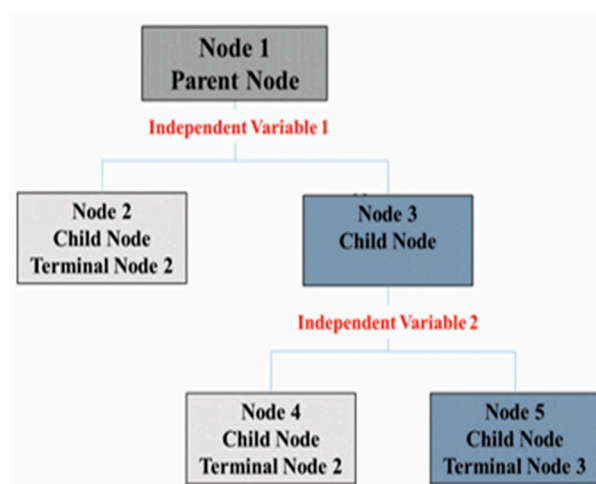 Node 1
Parent Node
Independent Variable 1
Node 2
Child Node
Terminal Node 2
Node 3
Child Node
Independent Variable 2
Node 4
Child Node
Terminal Node 2
Node 5
Child Node
Terminal Node 3